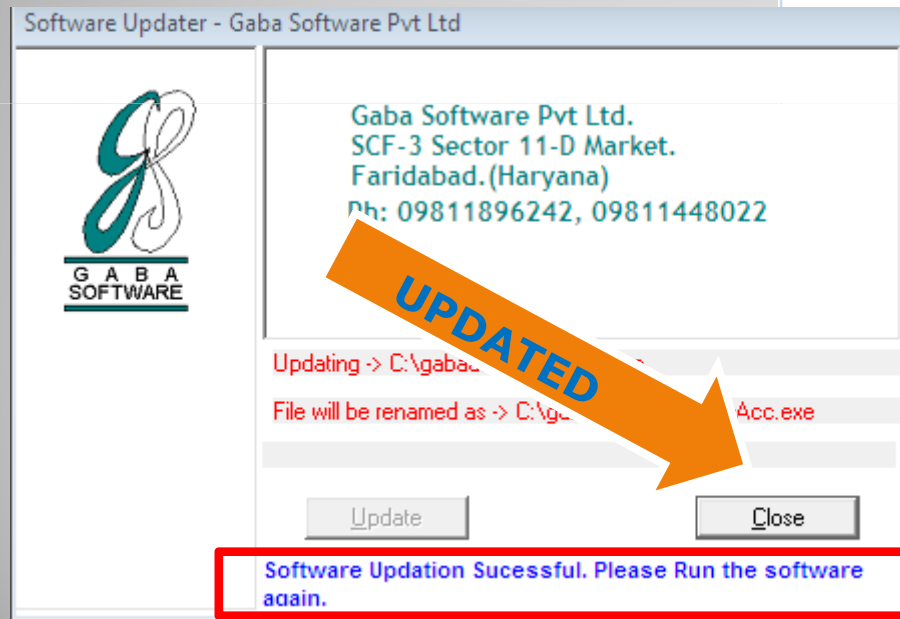 Software Updater - Gaba Software Pvt Ltd
Gaba Software Pvt Ltd.
SCF-3 Sector 11-D Market.
Faridabad.(Haryana)
Ph: 09811896242, 09811448022
GABA
SOFTWARE
UPDATED
Updating -> 
File will be renamed as -> 
Update
Close
Software Updation Sucessful. Please Run the software
again.